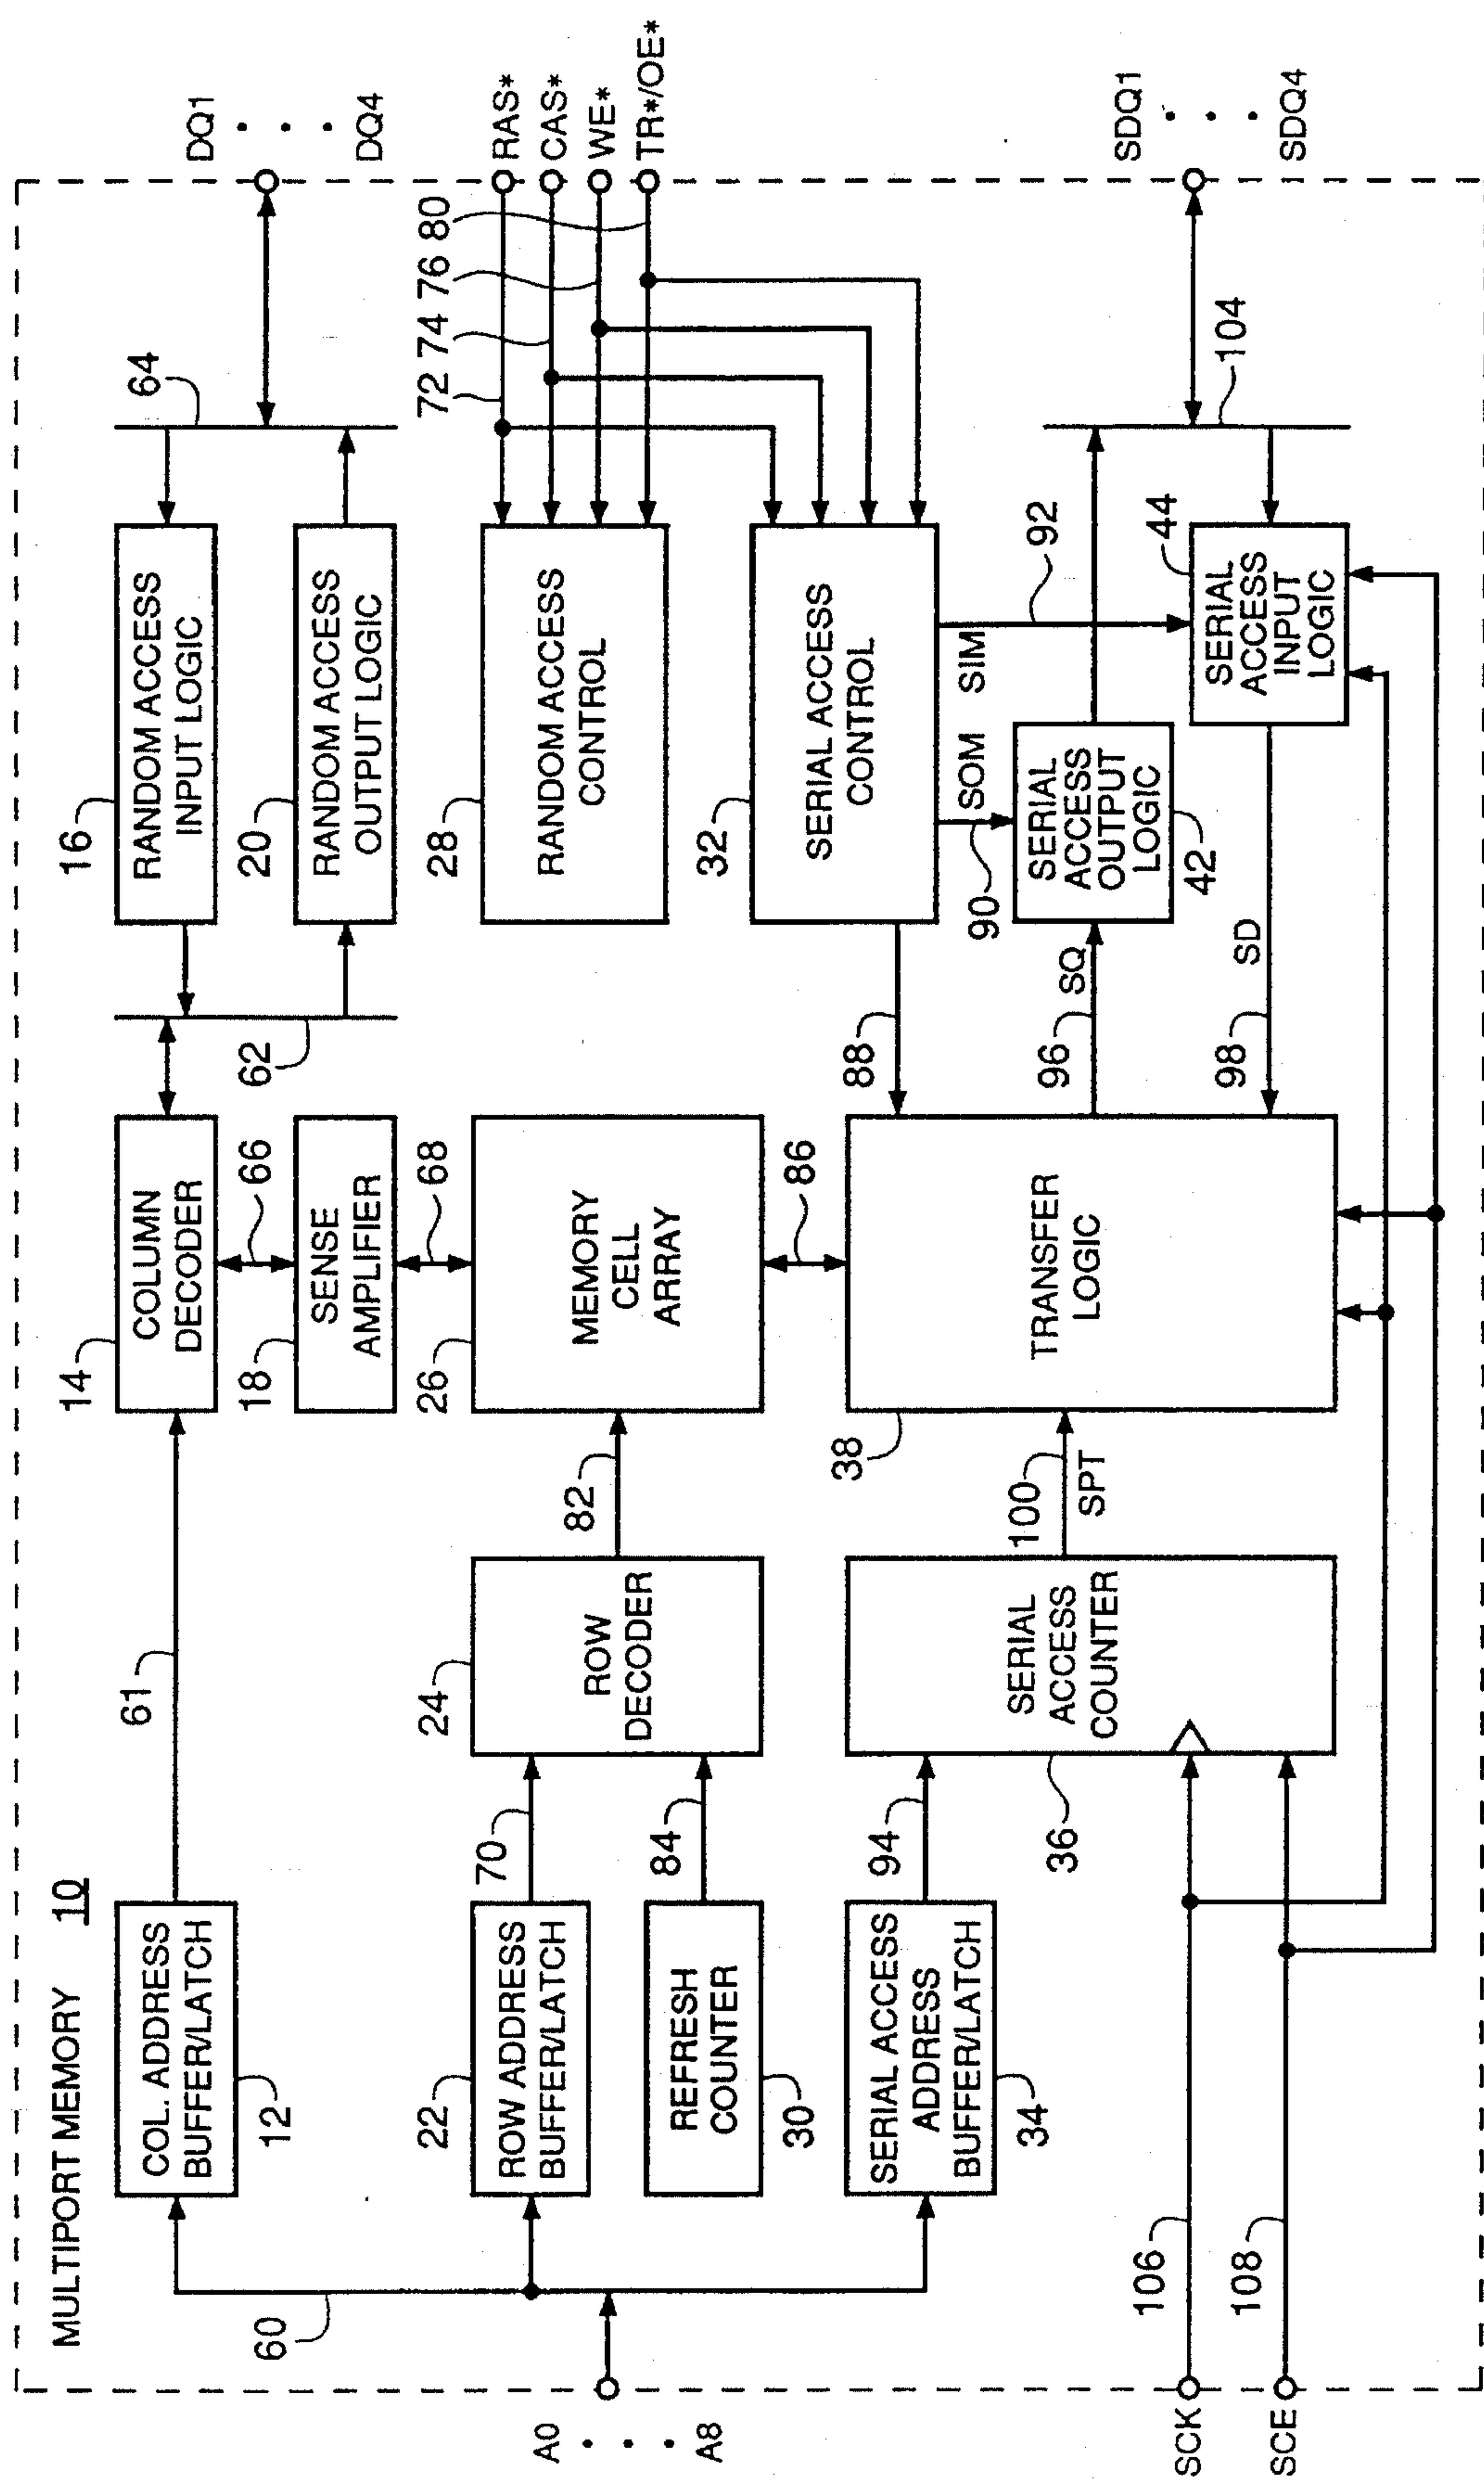 MULTIPORT MEMORY 10
COL. ADDRESS
BUFFER/LATCH
12
61
14
COLUMN
DECODER
62
16
RANDOM ACCESS
INPUT LOGIC
64
DQ1
DQ4
66
18
SENSE
AMPLIFIER
20
RANDOM ACCESS
OUTPUT LOGIC
68
60
A0
A8
22
ROW ADDRESS
BUFFER/LATCH
70
24
ROW
DECODER
82
26
MEMORY
CELL
ARRAY
28
RANDOM ACCESS
CONTROL
72
74
76
80
RAS*
CAS*
WE*
TR*/OE*
REFRESH
COUNTER
30
84
86
32
SERIAL ACCESS
CONTROL
88
SERIAL ACCESS
ADDRESS
BUFFER/LATCH
34
94
36
SERIAL
ACCESS
COUNTER
100
SPT
38
TRANSFER
LOGIC
96
SQ
90
SOM
SIM
92
SERIAL
ACCESS
OUTPUT
LOGIC
42
98
SD
44
SERIAL
ACCESS
INPUT
LOGIC
104
SDQ1
SDQ4
SCK
106
SCE
108